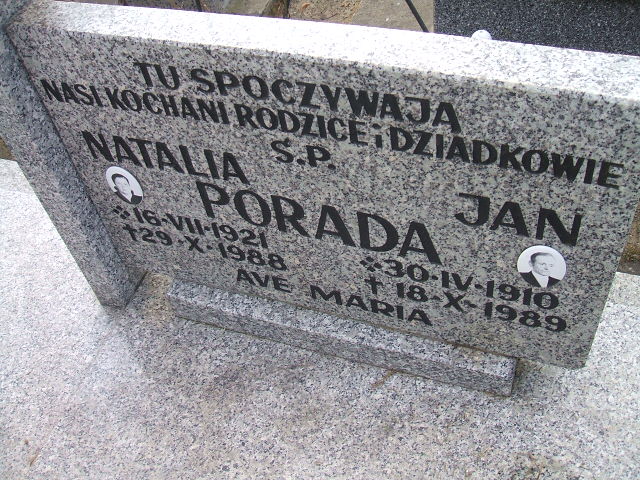 TU SPOCZYWAJĄ
NASI KOCHANI RODZICE i DZIADKOWIE
Ś.P.
NATALIA JAN
PORADA
* 16·VII·1921 * 30·IV·1910
† 29·X·1988 † 18·X·1989
AVE MARIA